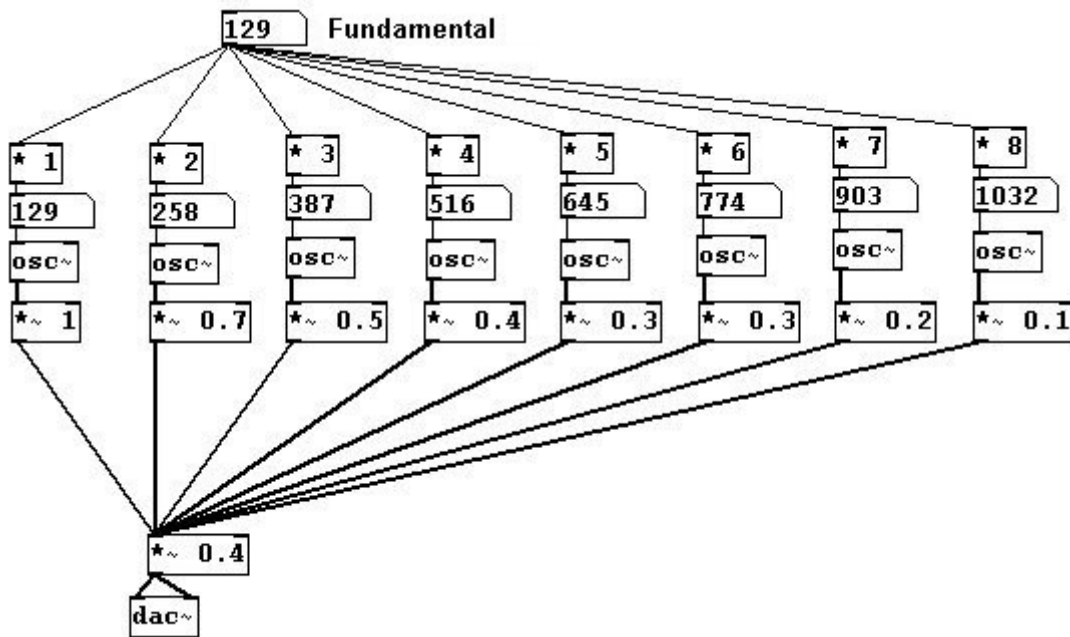 129 Fundamental
* 1 * 2 * 3 * 4 * 5 * 6 * 7 * 8
129 258 387 516 645 774 903 1032
osc~ osc~ osc~ osc~ osc~ osc~ osc~ osc~
*~ 1 *~ 0.7 *~ 0.5 *~ 0.4 *~ 0.3 *~ 0.3 *~ 0.2 *~ 0.1
*~ 0.4
dac~